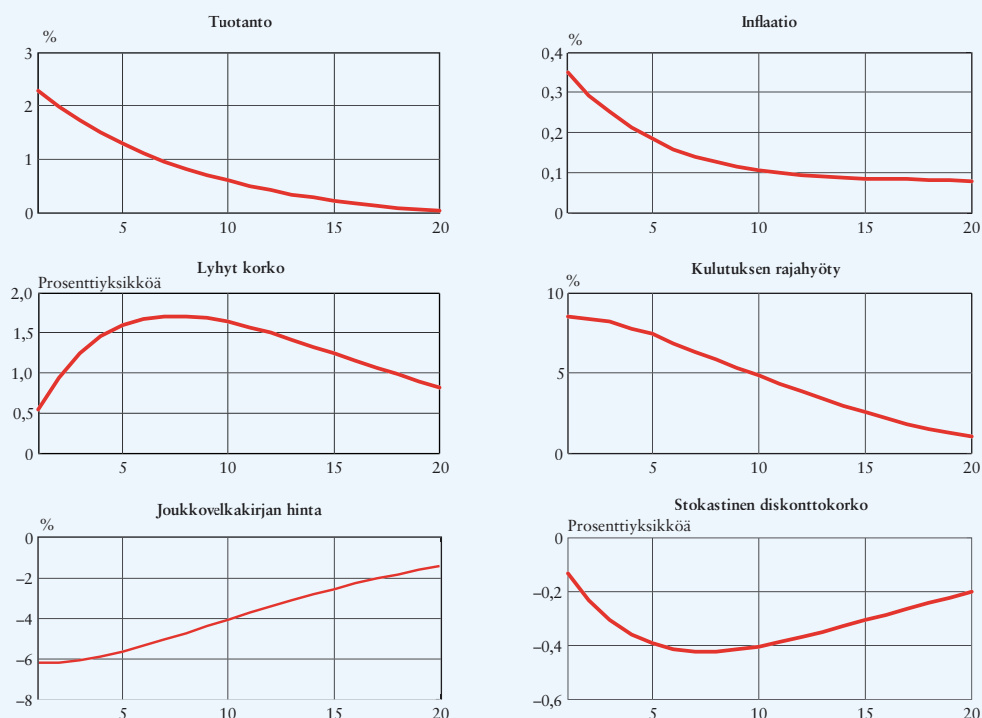 Tuotanto
%
3
2
1
0
5 10 15 20
Inflaatio
%
0,4
0,3
0,2
0,1
0
5 10 15 20
Lyhyt korko
Prosenttiyksikköä
2,0
1,5
1,0
0,5
0
5 10 15 20
Kulutuksen rajahyöty
%
10
5
0
5 10 15 20
Joukkovelkakirjan hinta
%
0
–2
–4
–6
–8
5 10 15 20
Stokastinen diskonttokorko
Prosenttiyksikköä
0
–0,2
–0,4
–0,6
5 10 15 20